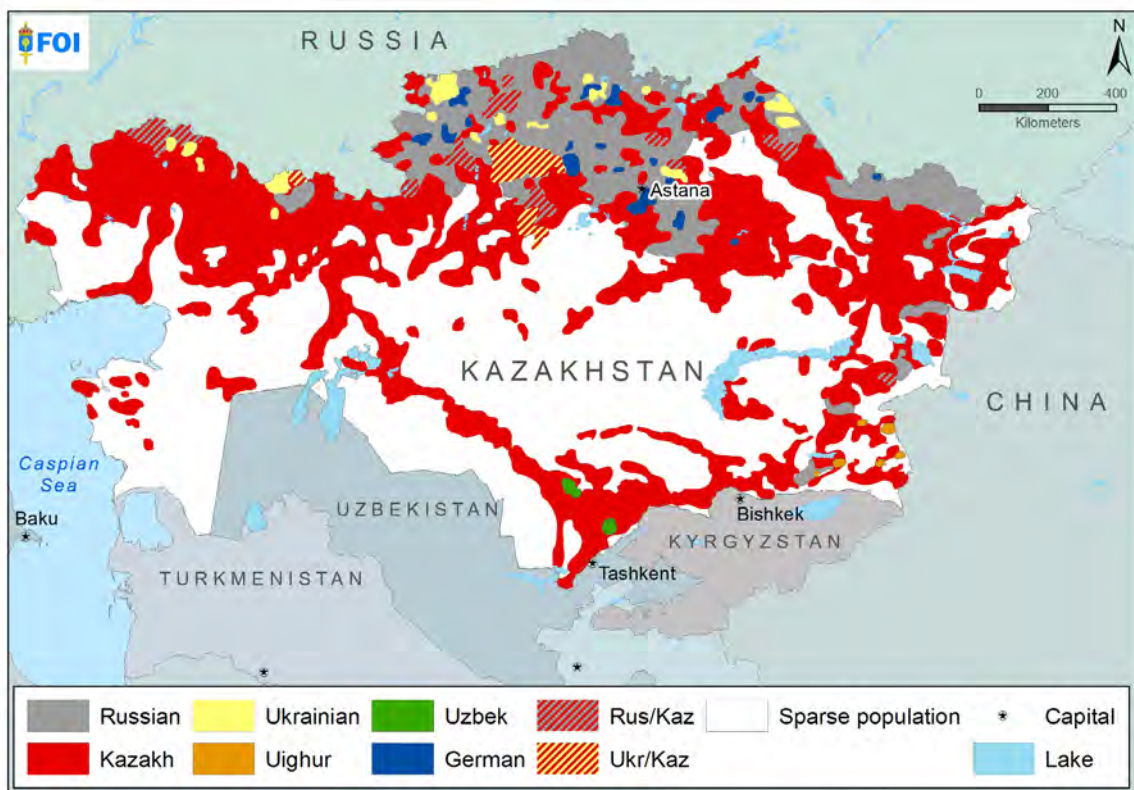 FOI
RUSSIA
N
0 200 400
Kilometers
Astana
KAZAKHSTAN
CHINA
Caspian
Sea
Baku
UZBEKISTAN
Bishkek
KYRGYZSTAN
Tashkent
TURKMENISTAN
Russian Ukrainian Uzbek Rus/Kaz Sparse population Capital
Kazakh Uighur German Ukr/Kaz Lake